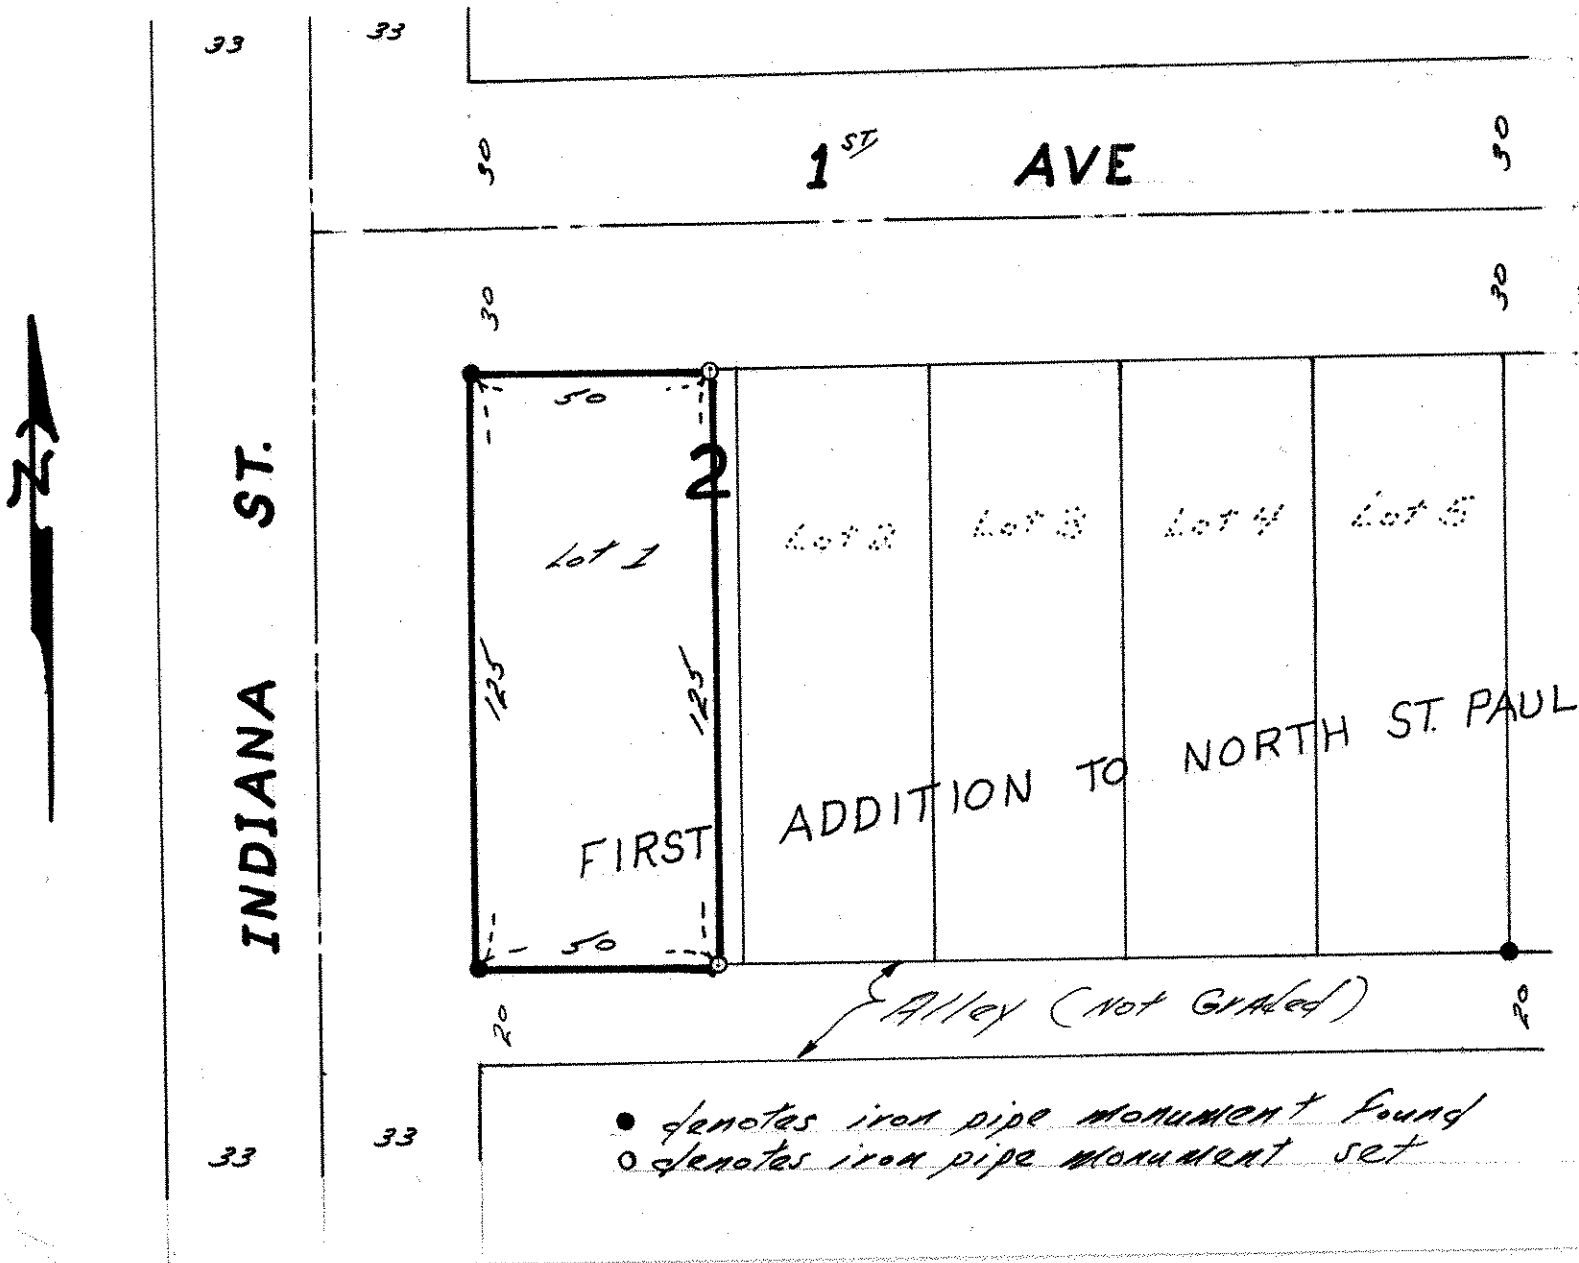 33 33
30 1ST. AVE 30
30 30
N
50
2
Lot 1 Lot 2 Lot 3 Lot 4 Lot 5
INDIANA ST.
125 125
FIRST ADDITION TO NORTH ST. PAUL
50
20 Alley (Not Graded) 20
33 33
● denotes iron pipe monument found
○ denotes iron pipe monument set